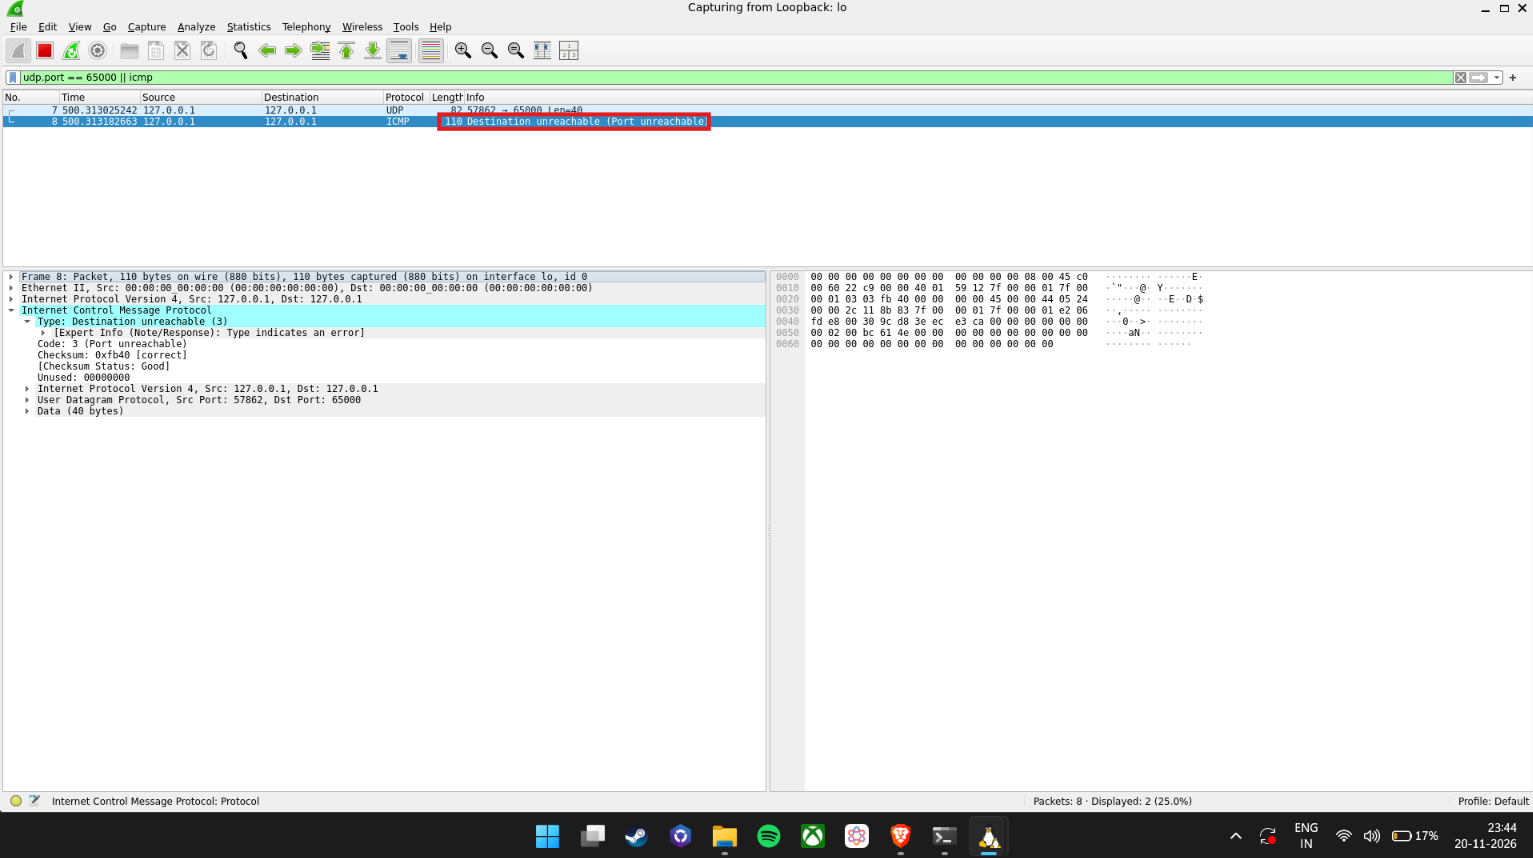 Capturing from Loopback: lo
File Edit View Go Capture Analyze Statistics Telephony Wireless Tools Help
udp.port == 65000 || icmp
No. Time Source Destination Protocol Length Info
7 500.313025242 127.0.0.1 127.0.0.1 UDP 82 57862 → 65000 Len=40
8 500.313182663 127.0.0.1 127.0.0.1 ICMP 110 Destination unreachable (Port unreachable)
Frame 8: Packet, 110 bytes on wire (880 bits), 110 bytes captured (880 bits) on interface lo, id 0
Ethernet II, Src: 00:00:00_00:00:00 (00:00:00:00:00:00), Dst: 00:00:00_00:00:00 (00:00:00:00:00:00)
Internet Protocol Version 4, Src: 127.0.0.1, Dst: 127.0.0.1
Internet Control Message Protocol
Type: Destination unreachable (3)
[Expert Info (Note/Response): Type indicates an error]
Code: 3 (Port unreachable)
Checksum: 0xfb40 [correct]
[Checksum Status: Good]
Unused: 00000000
Internet Protocol Version 4, Src: 127.0.0.1, Dst: 127.0.0.1
User Datagram Protocol, Src Port: 57862, Dst Port: 65000
Data (40 bytes)
0000 00 00 00 00 00 00 00 00 00 00 00 00 08 00 45 c0 ········ ······E·
0010 00 60 22 c9 00 00 40 01 59 12 7f 00 00 01 7f 00 ·`"···@· Y·······
0020 00 01 03 03 fb 40 00 00 00 00 45 00 00 44 05 24 ·····@·· ··E··D·$
0030 00 00 2c 11 8b 83 7f 00 00 01 7f 00 00 01 e2 06 ··,····· ········
0040 fd e8 00 30 9c d8 3e ec e3 ca 00 00 00 00 00 00 ···0··>· ········
0050 00 00 02 00 bc 61 4e 00 00 00 00 00 00 00 00 00 ·····aN· ········
0060 00 00 00 00 00 00 00 00 00 00 00 00 00 00 ········ ······
Internet Control Message Protocol: Protocol
Packets: 8 · Displayed: 2 (25.0%)
Profile: Default
ENG
IN
17%
23:44
20-11-2026